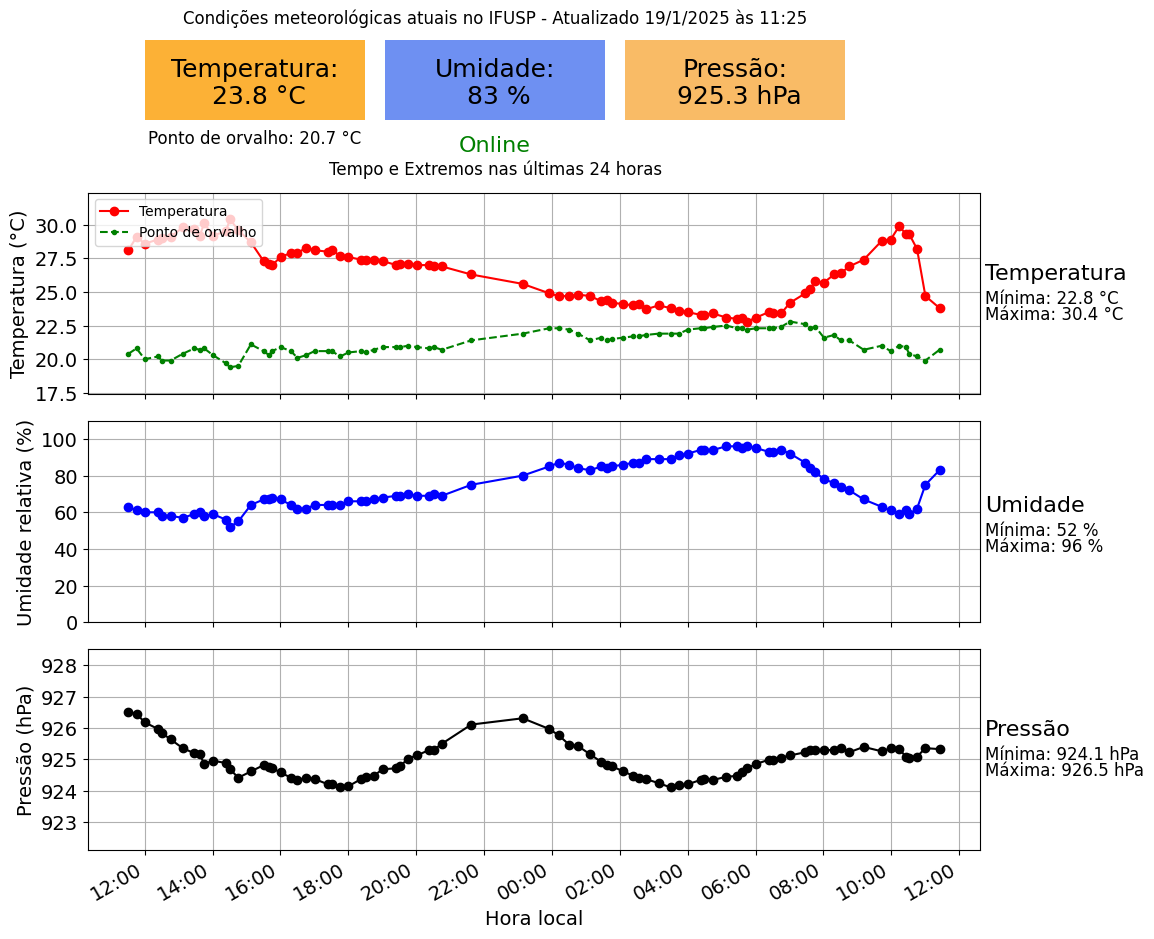 Condições meteorológicas atuais no IFUSP - Atualizado 19/1/2025 às 11:25
Temperatura:
23.8 °C
Umidade:
83 %
Pressão:
925.3 hPa
Ponto de orvalho: 20.7 °C
Online
Tempo e Extremos nas últimas 24 horas
Temperatura (°C)
30.0
27.5
25.0
22.5
20.0
17.5
Temperatura
Ponto de orvalho
Temperatura
Mínima: 22.8 °C
Máxima: 30.4 °C
Umidade relativa (%)
100
80
60
40
20
0
Umidade
Mínima: 52 %
Máxima: 96 %
Pressão (hPa)
928
927
926
925
924
923
Pressão
Mínima: 924.1 hPa
Máxima: 926.5 hPa
12:00 14:00 16:00 18:00 20:00 22:00 00:00 02:00 04:00 06:00 08:00 10:00 12:00
Hora local